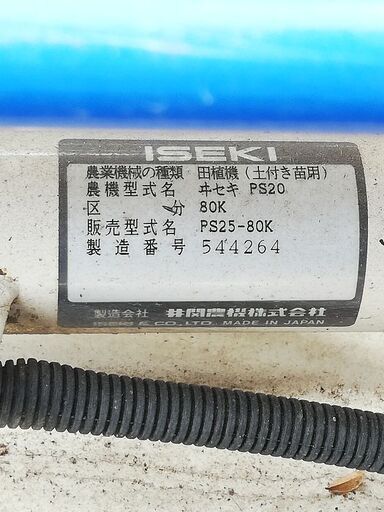 ISEKI
農業機械の種類 田植機(土付き苗用)
農機型式名 ヰセキ PS20
区分 80K
販売型式名 PS25-80K
製造番号 544264
製造会社 井関農機株式会社
ISEKI & CO., LTD. MADE IN JAPAN